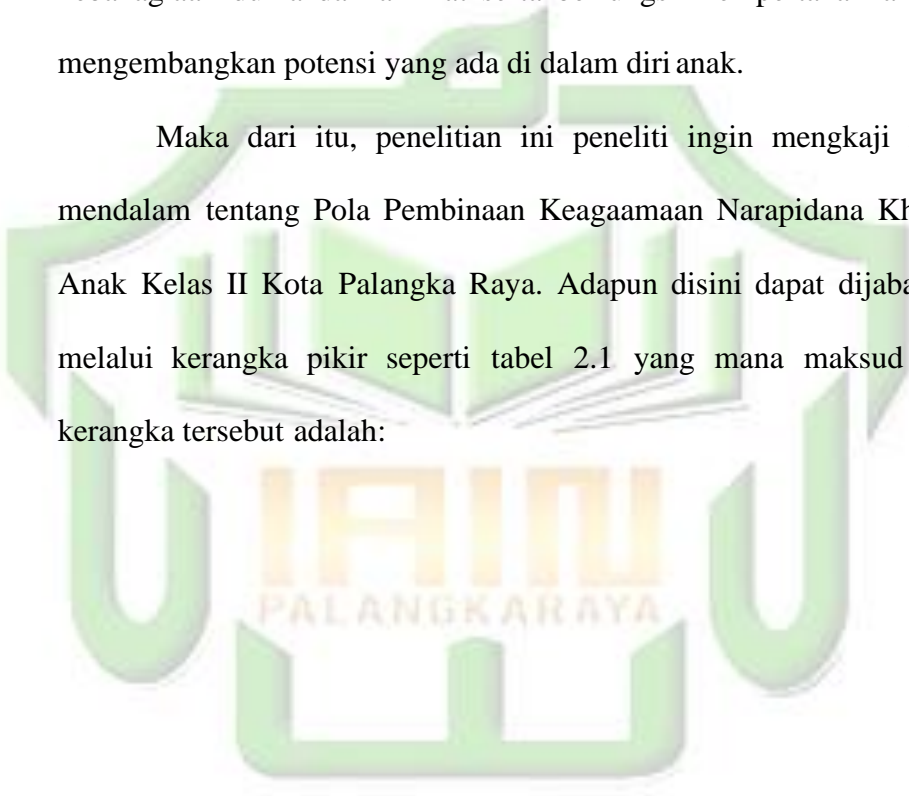 mengembangkan potensi yang ada di dalam diri anak.
Maka dari itu, penelitian ini peneliti ingin mengkaji
mendalam tentang Pola Pembinaan Keagaamaan Narapidana
Anak Kelas II Kota Palangka Raya. Adapun disini dapat
melalui kerangka pikir seperti tabel 2.1 yang mana maksud
kerangka tersebut adalah:
IAIN
PALANGKARAYA